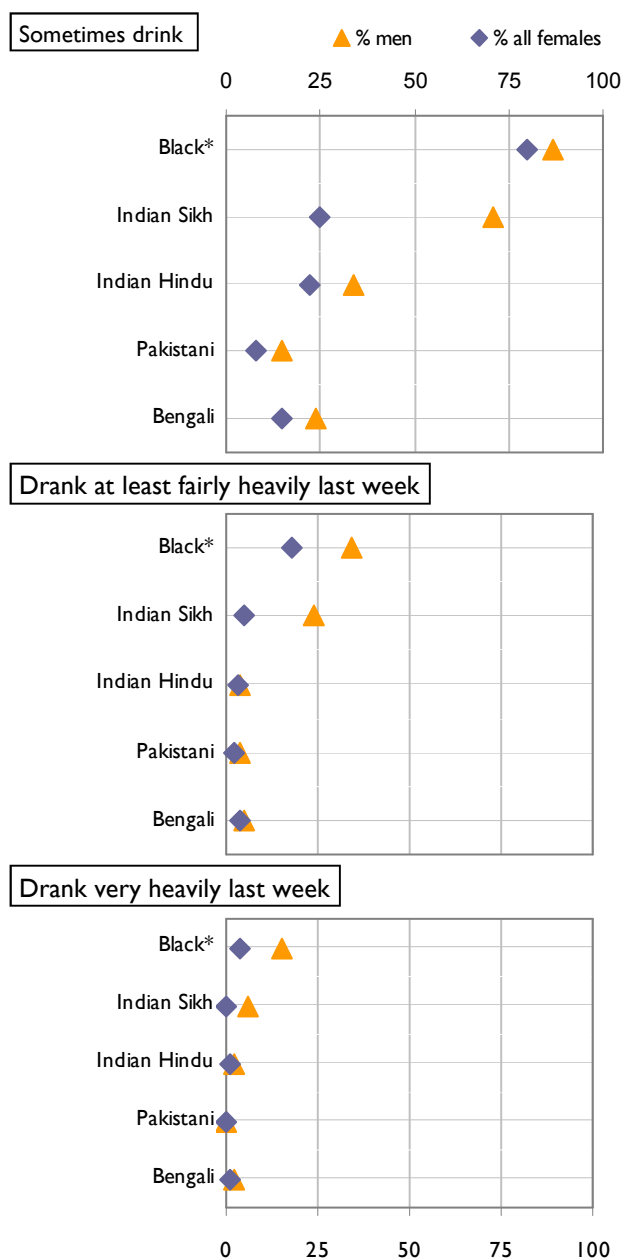 Sometimes drink
% men % all females
0 25 50 75 100
Black*
Indian Sikh
Indian Hindu
Pakistani
Bengali
Drank at least fairly heavily last week
Black*
Indian Sikh
Indian Hindu
Pakistani
Bengali
Drank very heavily last week
Black*
Indian Sikh
Indian Hindu
Pakistani
Bengali
0 25 50 75 100